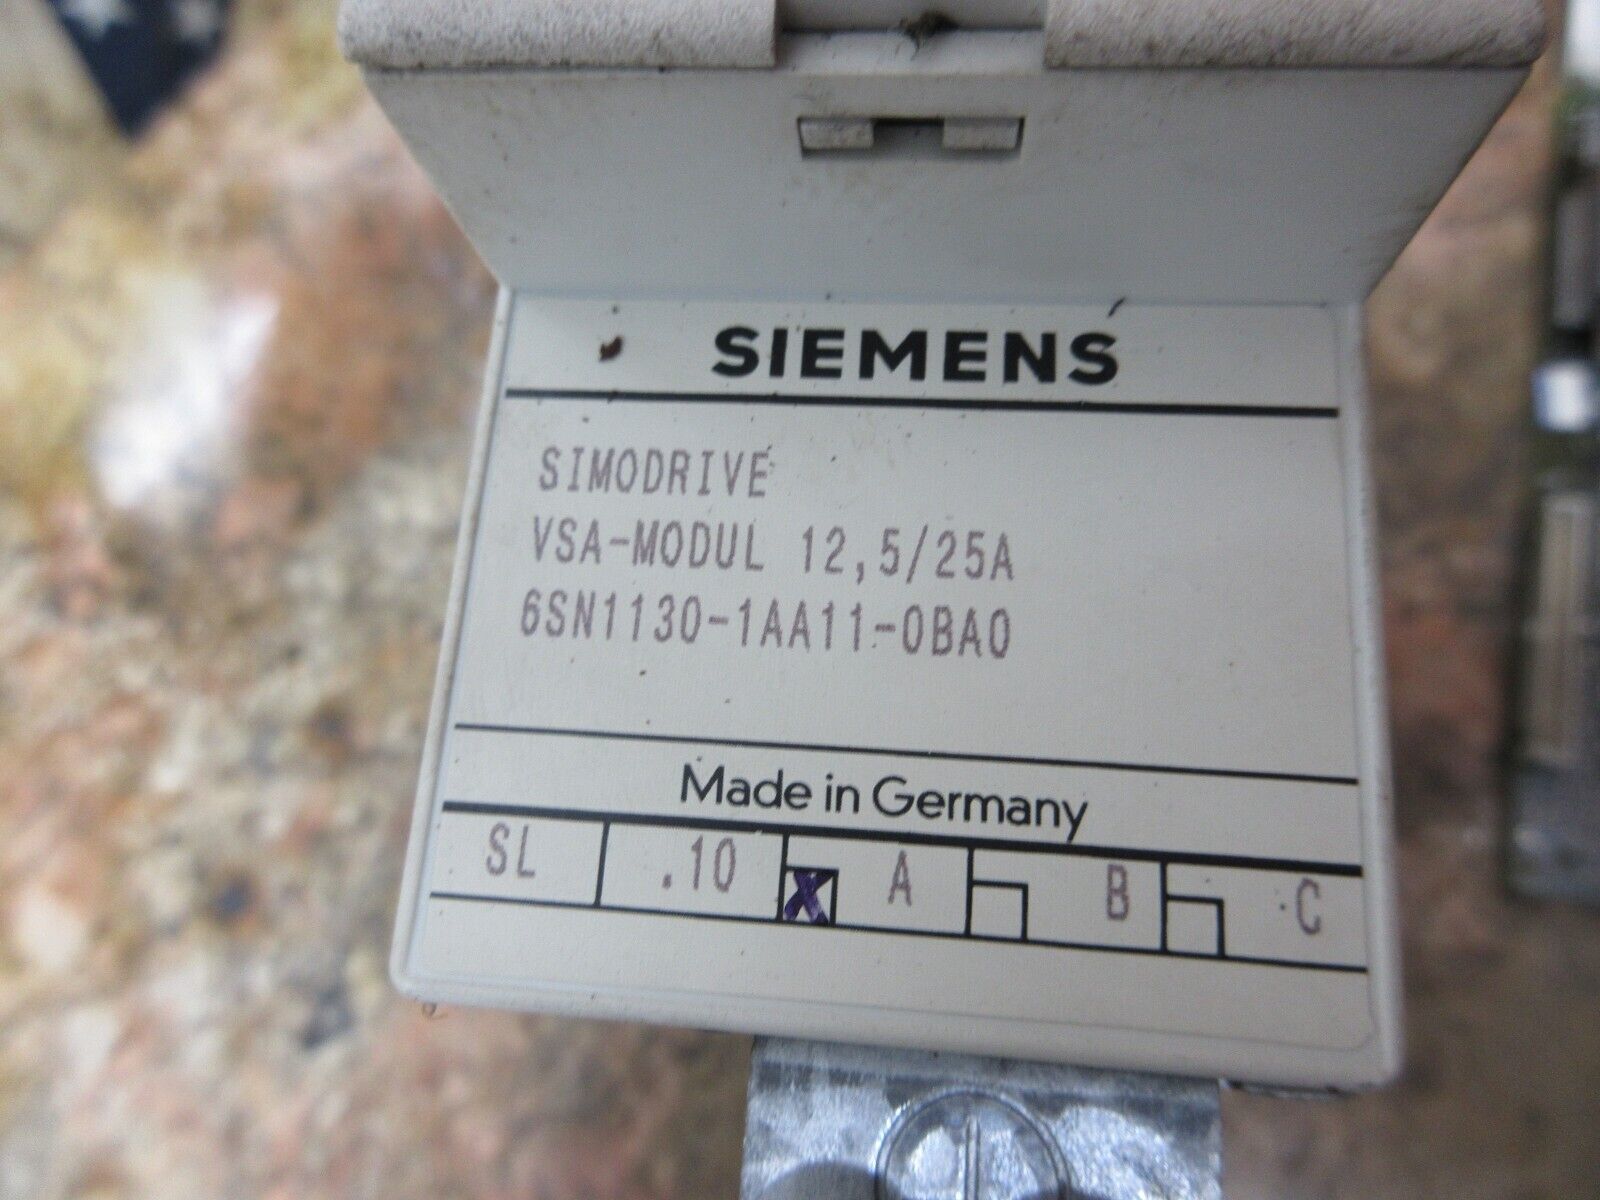 SIEMENS
SIMODRIVE
VSA-MODUL 12,5/25A
6SN1130-1AA11-0BA0
Made in Germany
SL .10 X A B C